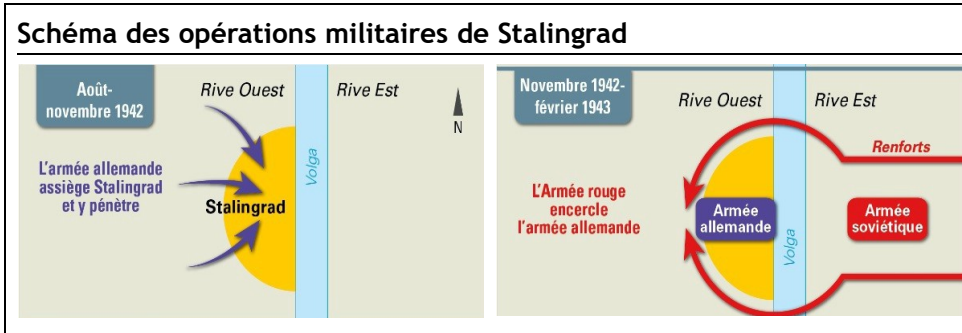 Schéma des opérations militaires de Stalingrad
Août-
novembre 1942
Rive Ouest
Rive Est
N
L'armée allemande
assiège Stalingrad
et y pénètre
Stalingrad
Volga
Novembre 1942-
février 1943
Rive Ouest
Rive Est
Renforts
L'Armée rouge
encercle
l'armée allemande
Armée
allemande
Volga
Armée
soviétique